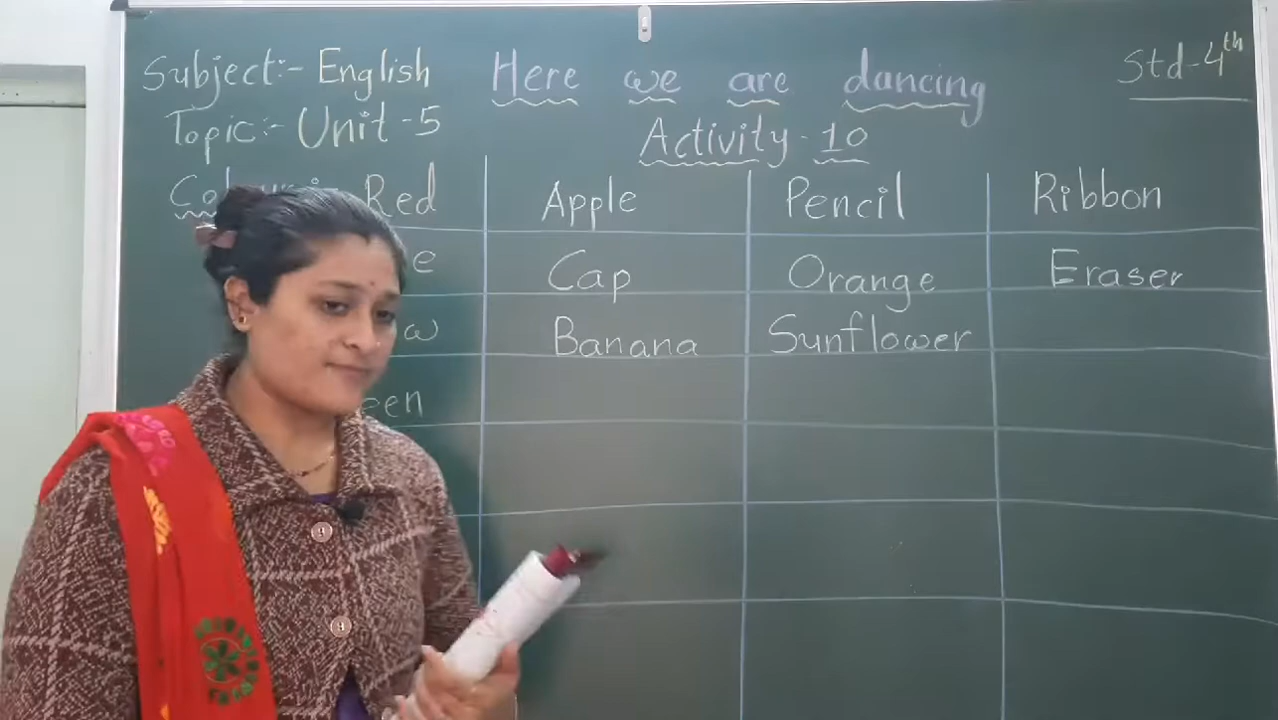 Subject:- English Here we are dancing Std-4th
Topic:- Unit-5 Activity-10
Red Apple Pencil Ribbon
Cap Orange Eraser
Banana Sunflower